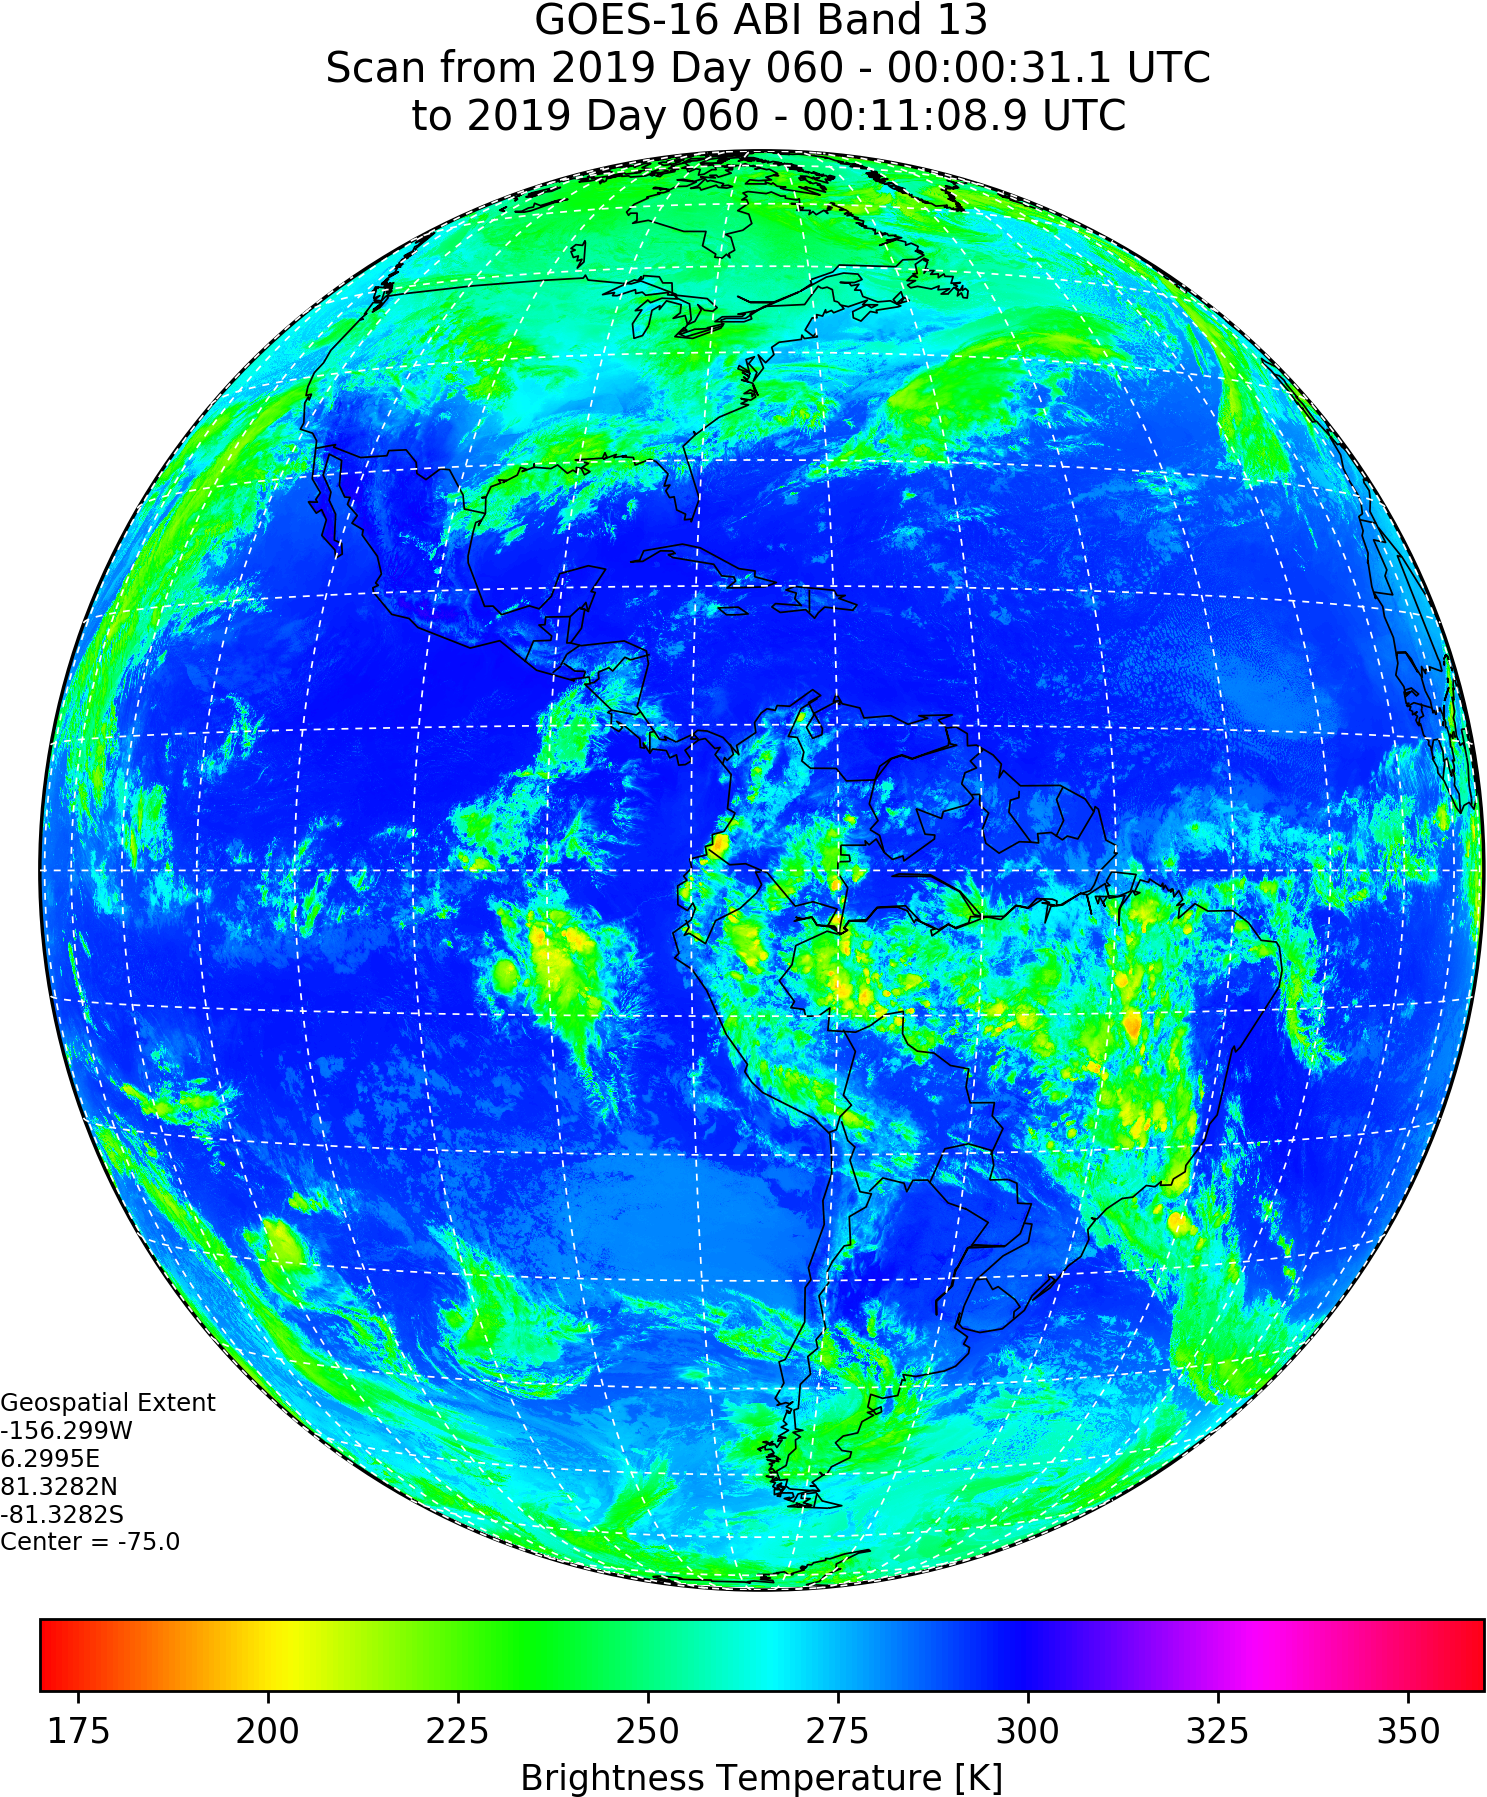 GOES-16 ABI Band 13
Scan from 2019 Day 060 - 00:00:31.1 UTC
to 2019 Day 060 - 00:11:08.9 UTC
Geospatial Extent
-156.299W
6.2995E
81.3282N
-81.3282S
Center = -75.0
175 200 225 250 275 300 325 350
Brightness Temperature [K]